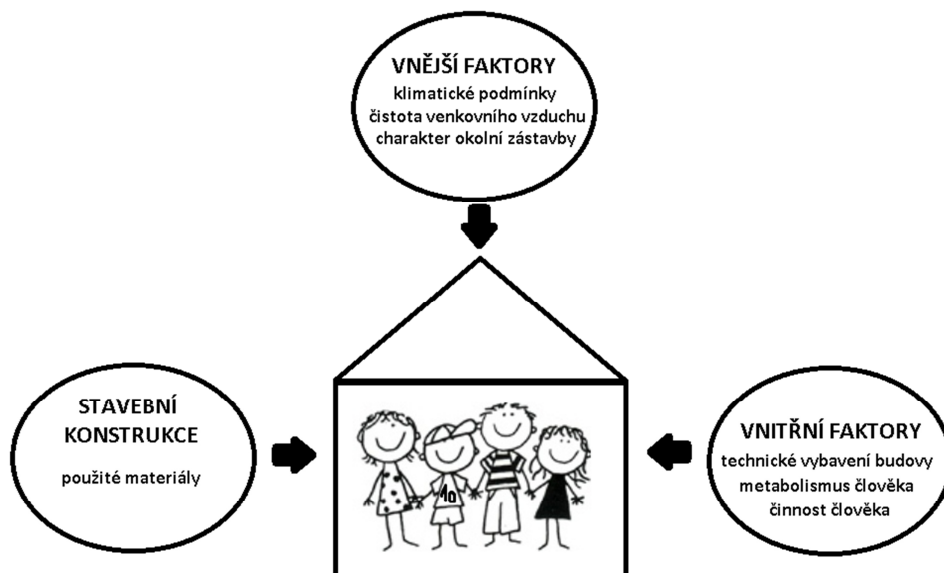 VNĚJŠÍ FAKTORY
klimatické podmínky
čistota venkovního vzduchu
charakter okolní zástavby
STAVEBNÍ
KONSTRUKCE
použité materiály
10
VNITŘNÍ FAKTORY
technické vybavení budovy
metabolismus člověka
činnost člověka